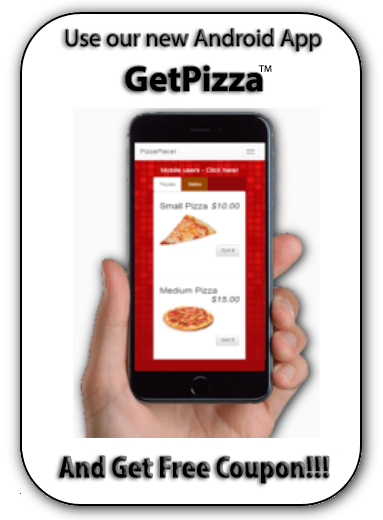 Use our new Android App
GetPizza™
PizzaPlace!
Mobile users - Click here!
Pizzas Sides
Small Pizza $10.00
Get It
Medium Pizza
$15.00
Get It
And Get Free Coupon!!!